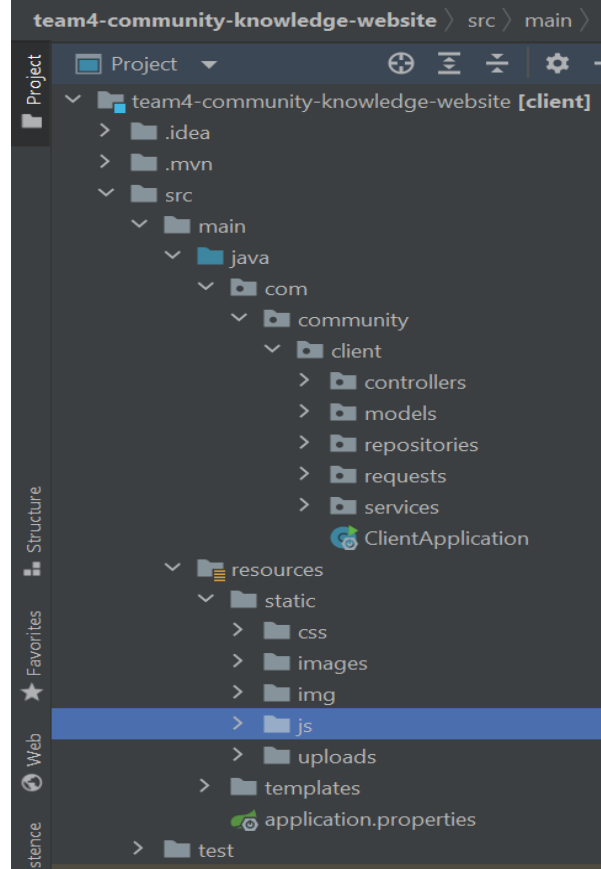 team4-community-knowledge-website 〉 src 〉 main 〉
Project
Project
team4-community-knowledge-website [client]
.idea
.mvn
src
main
java
com
community
client
controllers
models
repositories
requests
services
ClientApplication
resources
static
css
images
img
js
uploads
templates
application.properties
test
Structure
Favorites
Web
stence